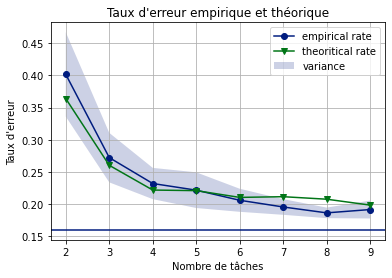 Taux d'erreur empirique et théorique
empirical rate
theoritical rate
variance
Taux d'erreur
0.45
0.40
0.35
0.30
0.25
0.20
0.15
2 3 4 5 6 7 8 9
Nombre de tâches